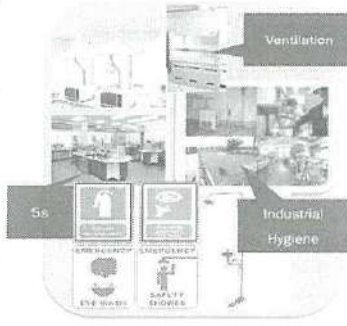 Ventilation
5s
Industrial
Hygiene
EMERGENCY
EMERGENCY
EYE WASH
SAFETY
SHOWER